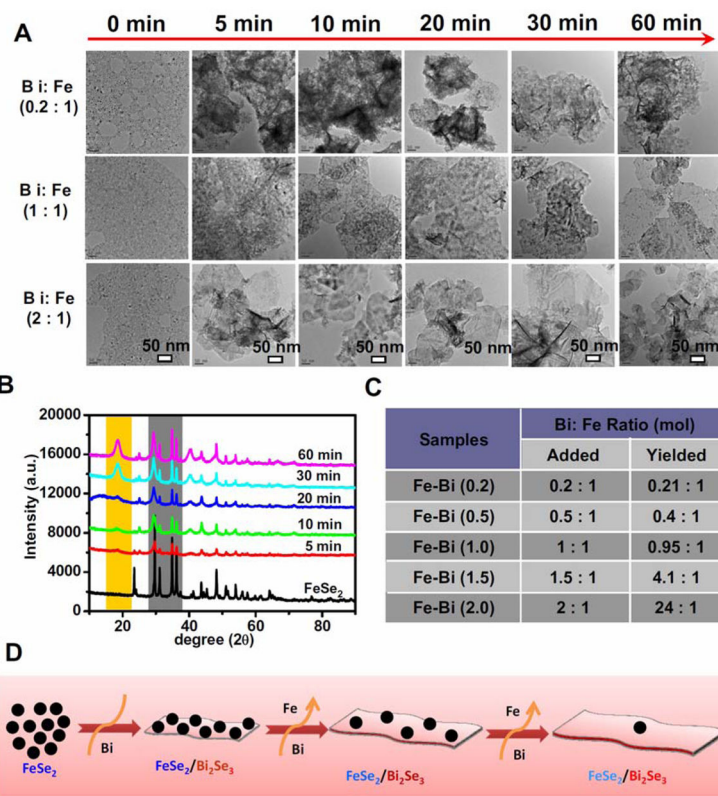 A
0 min 5 min 10 min 20 min 30 min 60 min
B i: Fe
(0.2 : 1)
B i: Fe
(1 : 1)
B i: Fe
(2 : 1)
50 nm 50 nm 50 nm 50 nm 50 nm 50 nm
B
20000
16000
12000
8000
4000
0
Intensity (a.u.)
60 min
30 min
20 min
10 min
5 min
FeSe₂
20 40 60 80
degree (2θ)
C
Samples Bi: Fe Ratio (mol)
Added Yielded
Fe-Bi (0.2) 0.2 : 1 0.21 : 1
Fe-Bi (0.5) 0.5 : 1 0.4 : 1
Fe-Bi (1.0) 1 : 1 0.95 : 1
Fe-Bi (1.5) 1.5 : 1 4.1 : 1
Fe-Bi (2.0) 2 : 1 24 : 1
D
Fe Fe
Bi Bi Bi
FeSe₂ FeSe₂/Bi₂Se₃ FeSe₂/Bi₂Se₃ FeSe₂/Bi₂Se₃